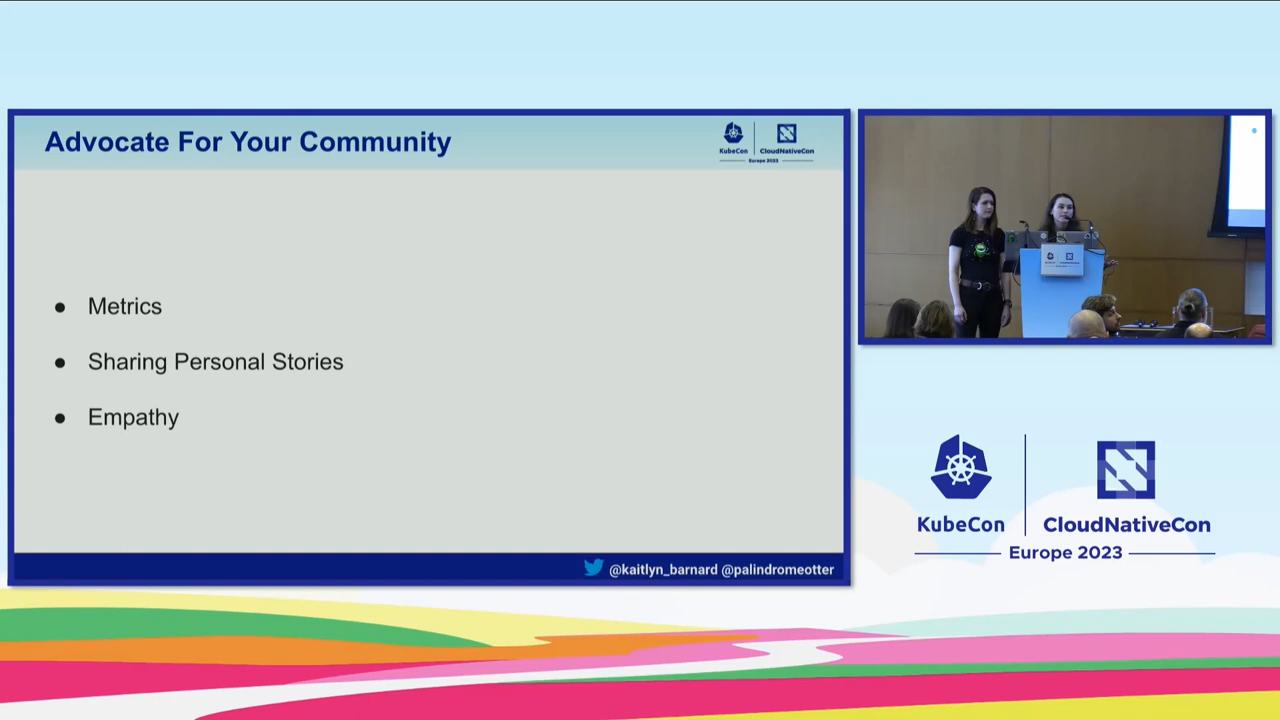 Advocate For Your Community
KubeCon
CloudNativeCon
Europe 2023
● Metrics
● Sharing Personal Stories
● Empathy
@kaitlyn_barnard @palindromeotter
KubeCon
CloudNativeCon
Europe 2023